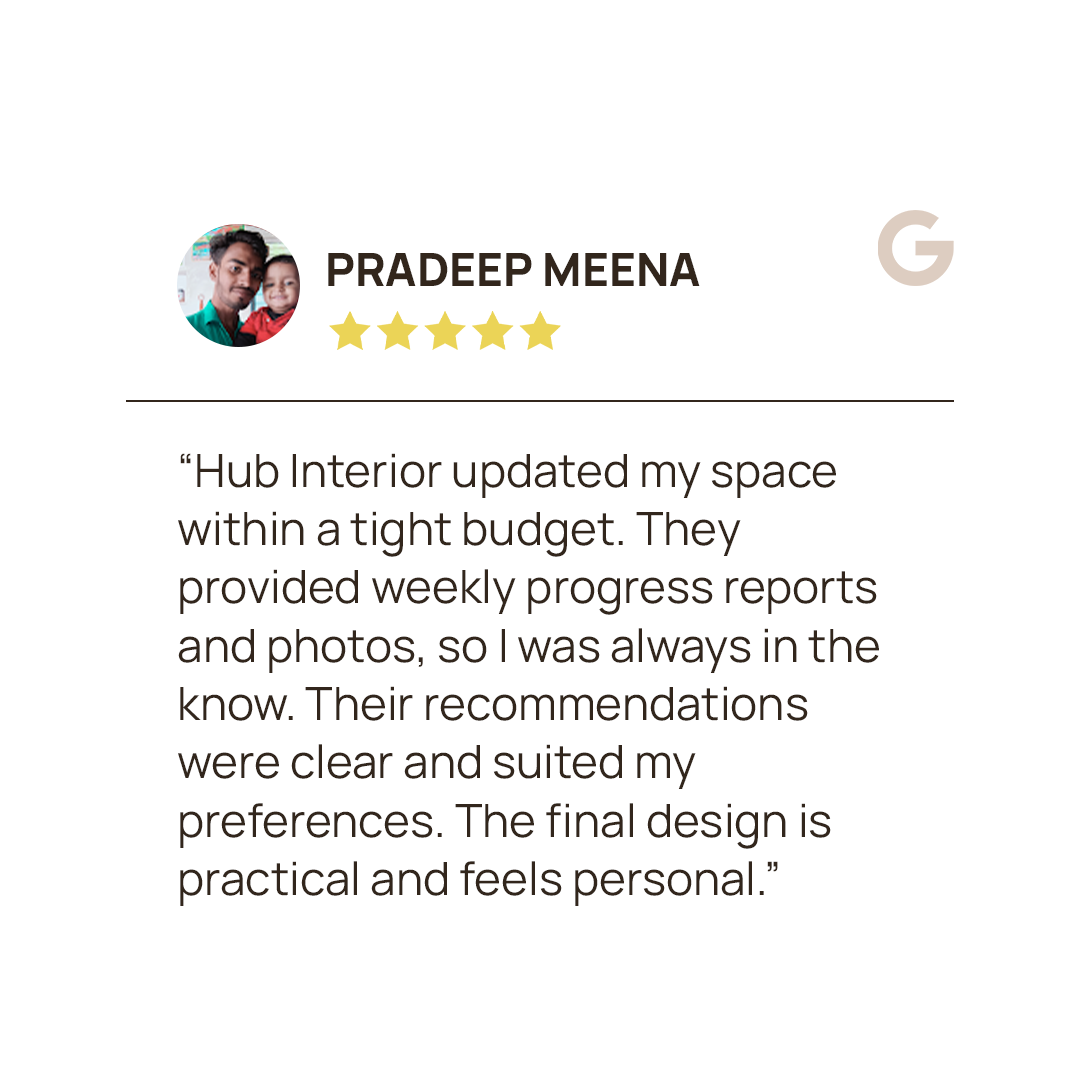 PRADEEP MEENA
G
“Hub Interior updated my space
within a tight budget. They
provided weekly progress reports
and photos, so I was always in the
know. Their recommendations
were clear and suited my
preferences. The final design is
practical and feels personal.”